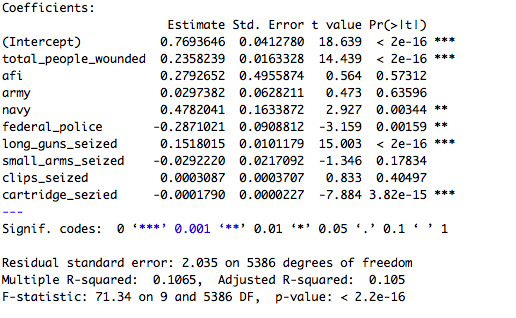 Coefficients:
Estimate Std. Error t value Pr(>|t|)
(Intercept) 0.7693646 0.0412780 18.639 < 2e-16 ***
total_people_wounded 0.2358239 0.0163328 14.439 < 2e-16 ***
afi 0.2792652 0.4955874 0.564 0.57312
army 0.0297382 0.0628211 0.473 0.63596
navy 0.4782041 0.1633872 2.927 0.00344 **
federal_police -0.2871021 0.0908812 -3.159 0.00159 **
long_guns_seized 0.1518015 0.0101179 15.003 < 2e-16 ***
small_arms_seized -0.0292220 0.0217092 -1.346 0.17834
clips_seized 0.0003087 0.0003707 0.833 0.40497
cartridge_sezied -0.0001790 0.0000227 -7.884 3.82e-15 ***
---
Signif. codes: 0 ‘***’ 0.001 ‘**’ 0.01 ‘*’ 0.05 ‘.’ 0.1 ‘ ’ 1
Residual standard error: 2.035 on 5386 degrees of freedom
Multiple R-squared: 0.1065, Adjusted R-squared: 0.105
F-statistic: 71.34 on 9 and 5386 DF, p-value: < 2.2e-16